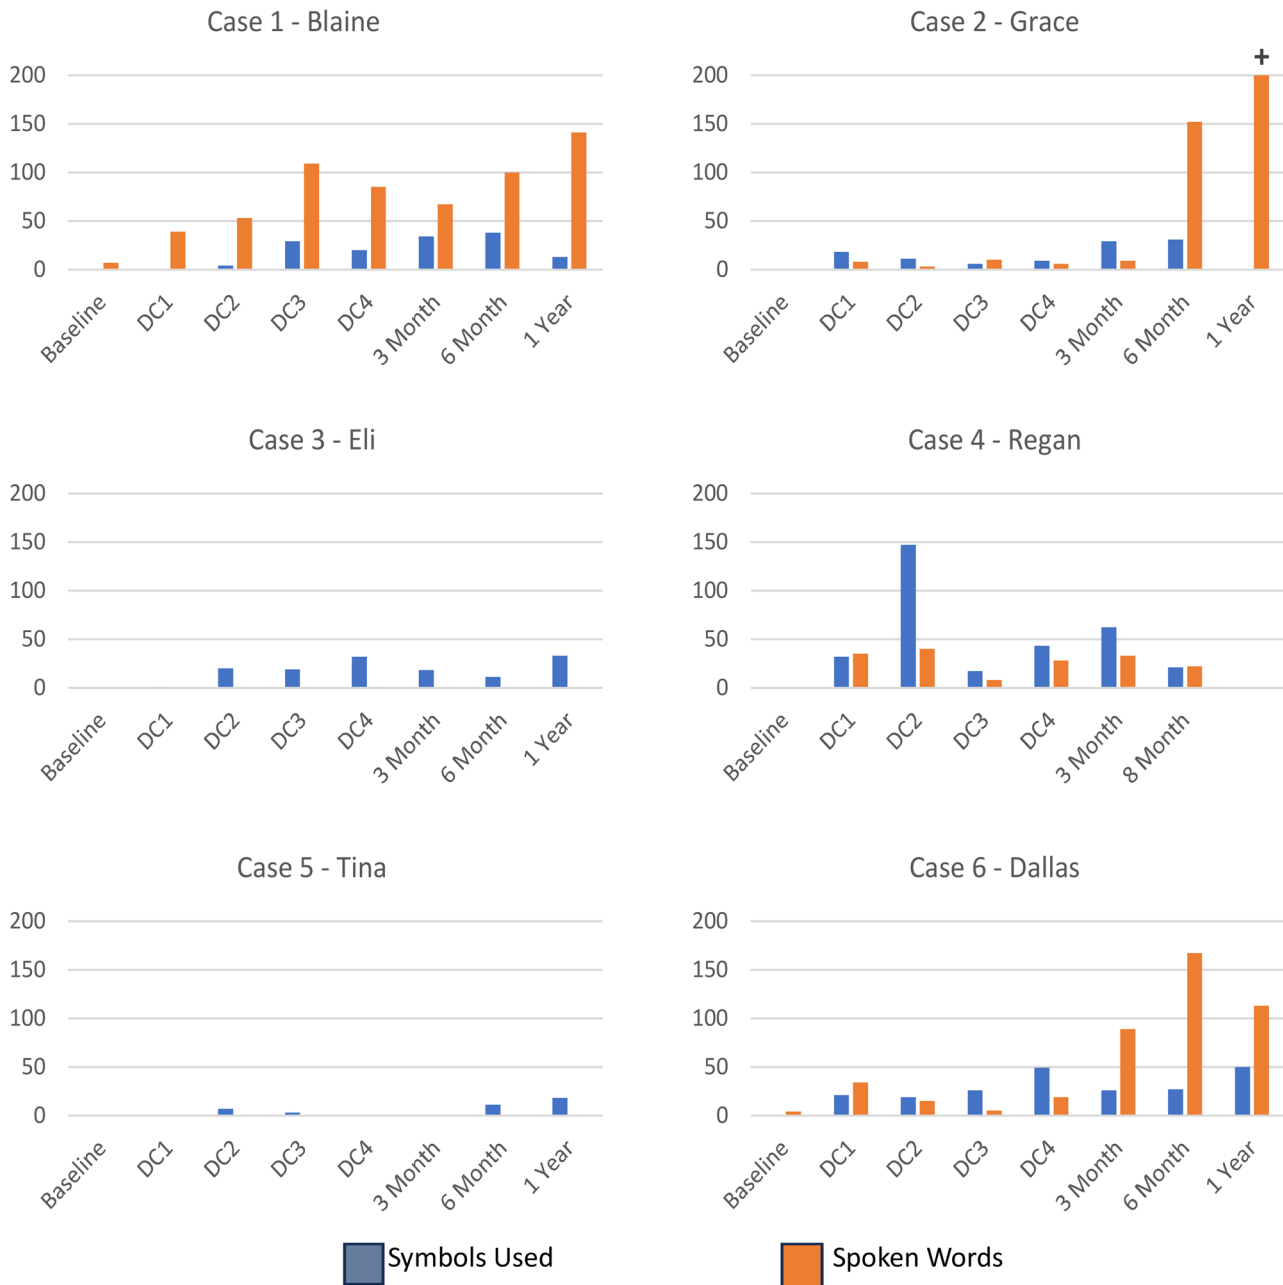 Case 1 - Blaine
200
150
100
50
0
Baseline
DC1
DC2
DC3
DC4
3 Month
6 Month
1 Year
Case 2 - Grace
+
200
150
100
50
0
Baseline
DC1
DC2
DC3
DC4
3 Month
6 Month
1 Year
Case 3 - Eli
200
150
100
50
0
Baseline
DC1
DC2
DC3
DC4
3 Month
6 Month
1 Year
Case 4 - Regan
200
150
100
50
0
Baseline
DC1
DC2
DC3
DC4
3 Month
8 Month
Case 5 - Tina
200
150
100
50
0
Baseline
DC1
DC2
DC3
DC4
3 Month
6 Month
1 Year
Case 6 - Dallas
200
150
100
50
0
Baseline
DC1
DC2
DC3
DC4
3 Month
6 Month
1 Year
Symbols Used
Spoken Words